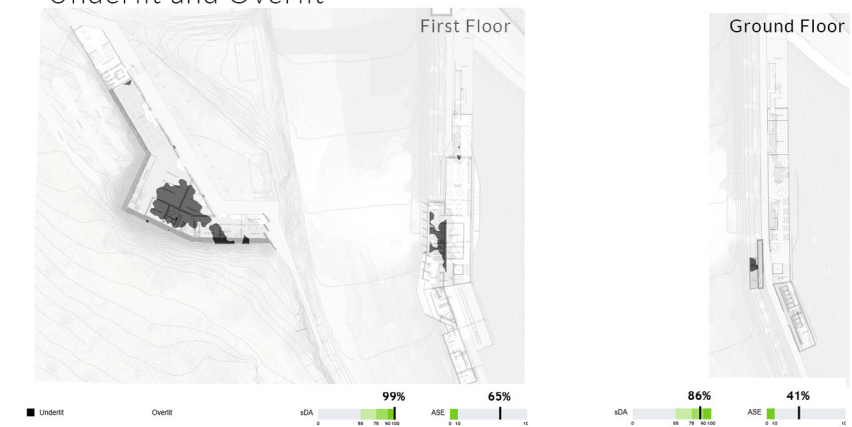 Underlit and Overlit
First Floor
Ground Floor
99%
65%
86%
41%
Underlit
Overlit
sDA
0 55 75 90 100
ASE
0 10
sDA
0 55 75 90 100
ASE
0 10